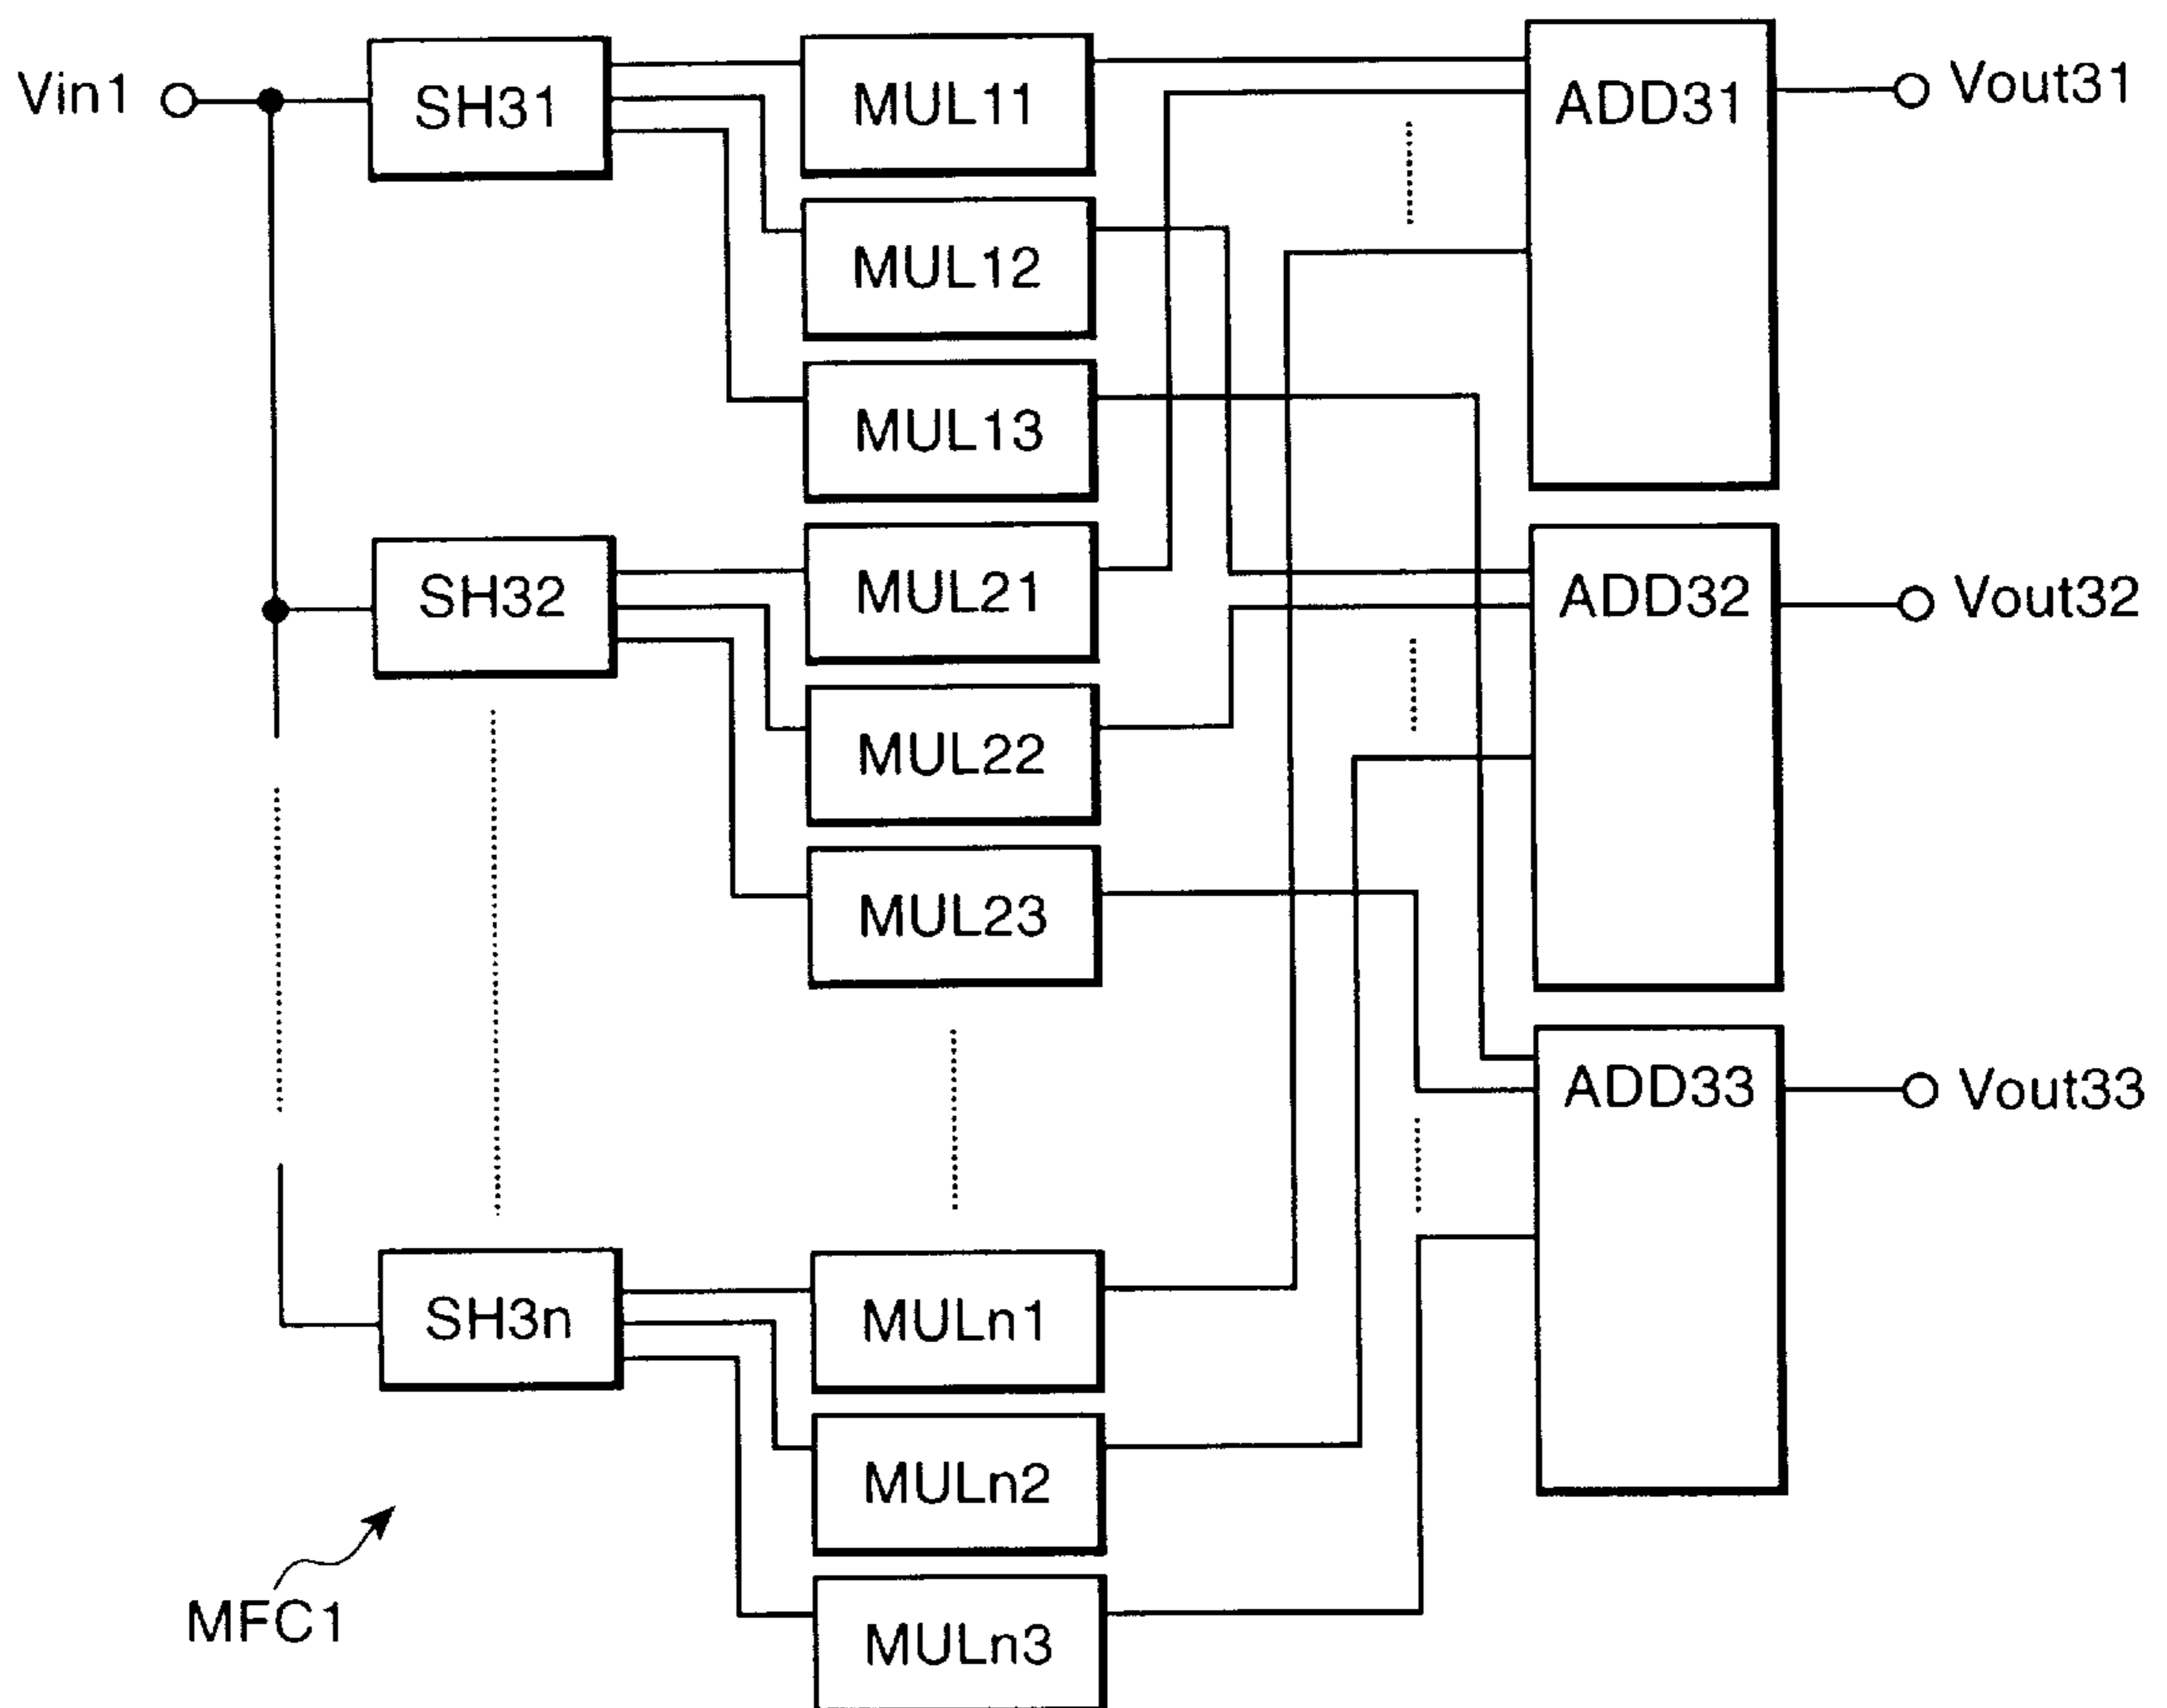 Vin1
SH31
MUL11
ADD31
Vout31
MUL12
MUL13
SH32
MUL21
ADD32
Vout32
MUL22
MUL23
ADD33
Vout33
SH3n
MULn1
MULn2
MFC1
MULn3